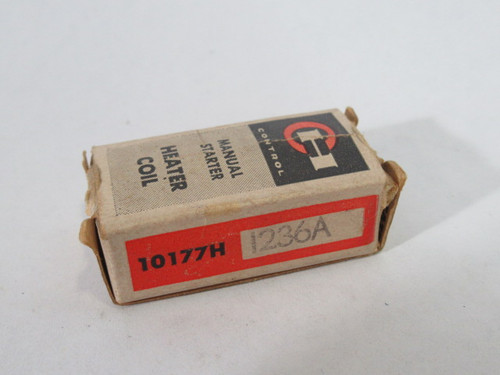 CONTROL
MANUAL
STARTER
HEATER
COIL
10177H 1236A